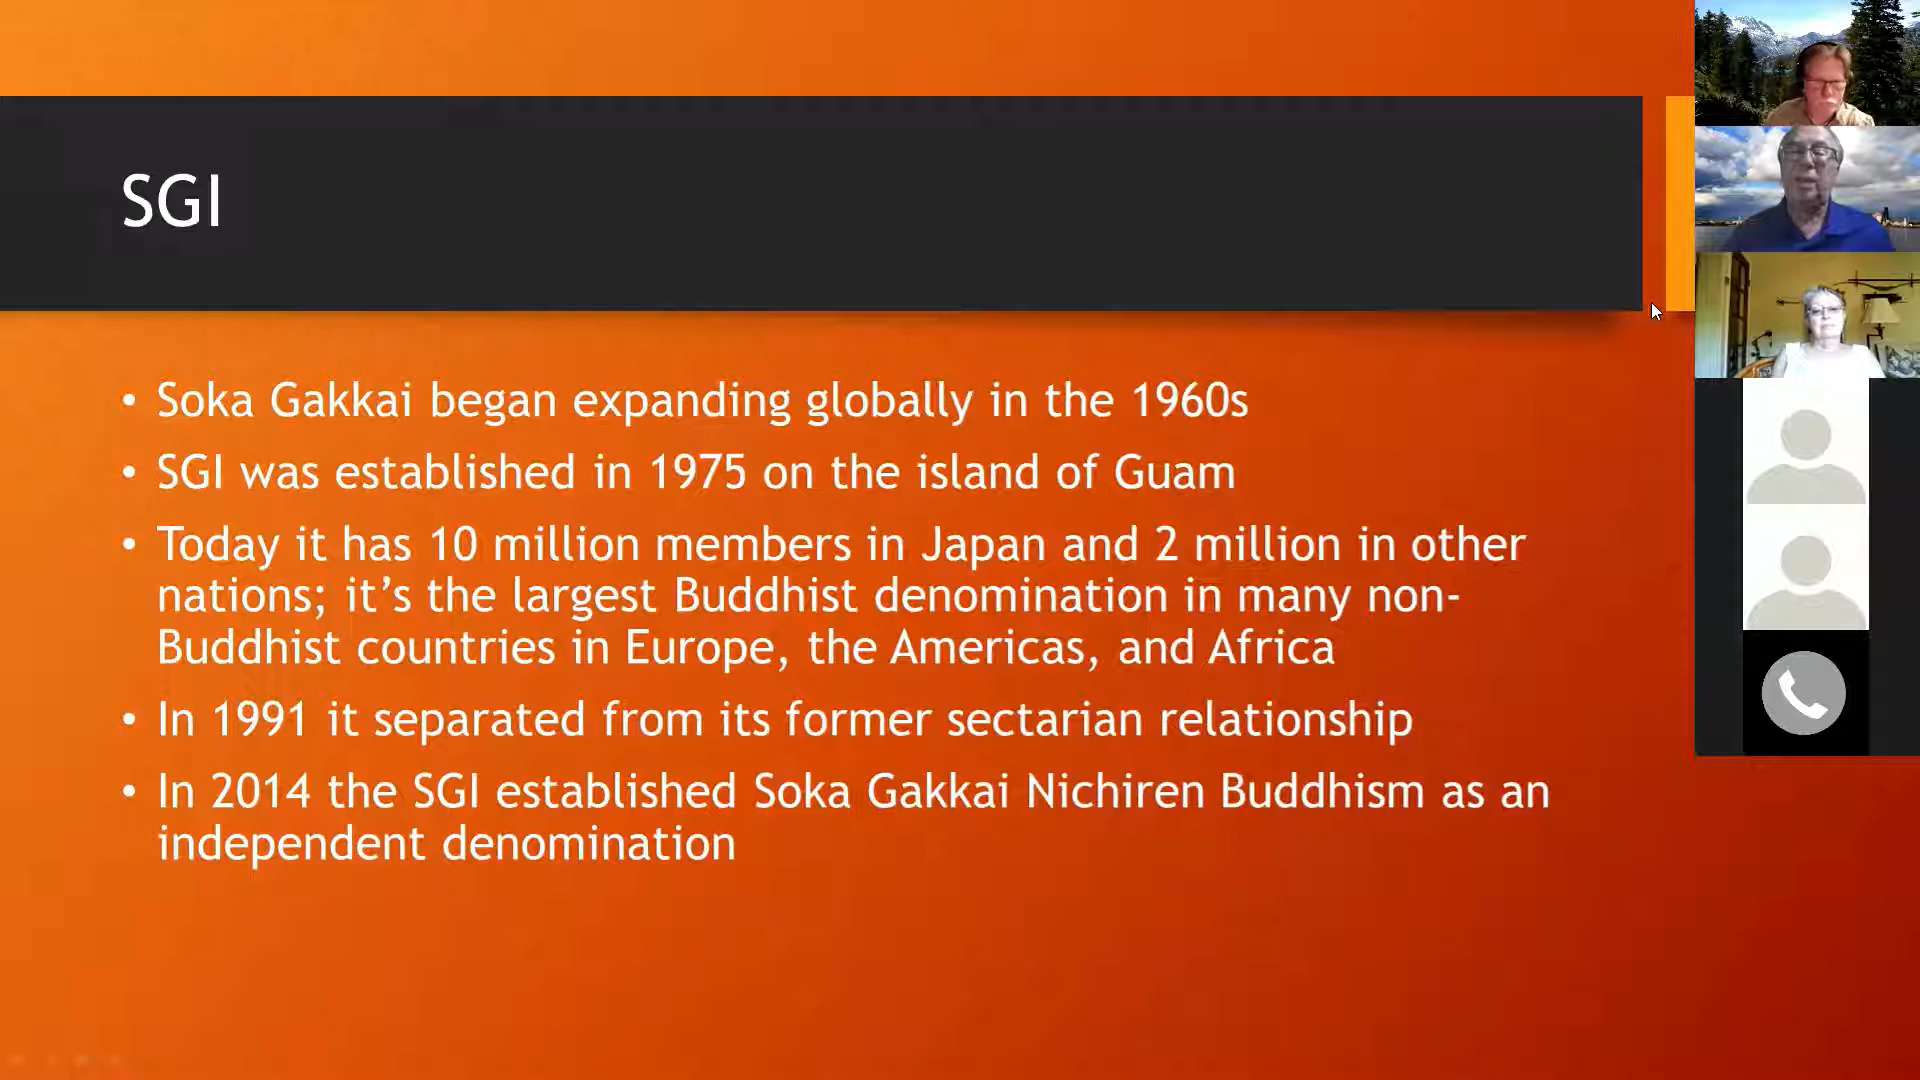 SGI
• Soka Gakkai began expanding globally in the 1960s
• SGI was established in 1975 on the island of Guam
• Today it has 10 million members in Japan and 2 million in other
nations; it’s the largest Buddhist denomination in many non-
Buddhist countries in Europe, the Americas, and Africa
• In 1991 it separated from its former sectarian relationship
• In 2014 the SGI established Soka Gakkai Nichiren Buddhism as an
independent denomination